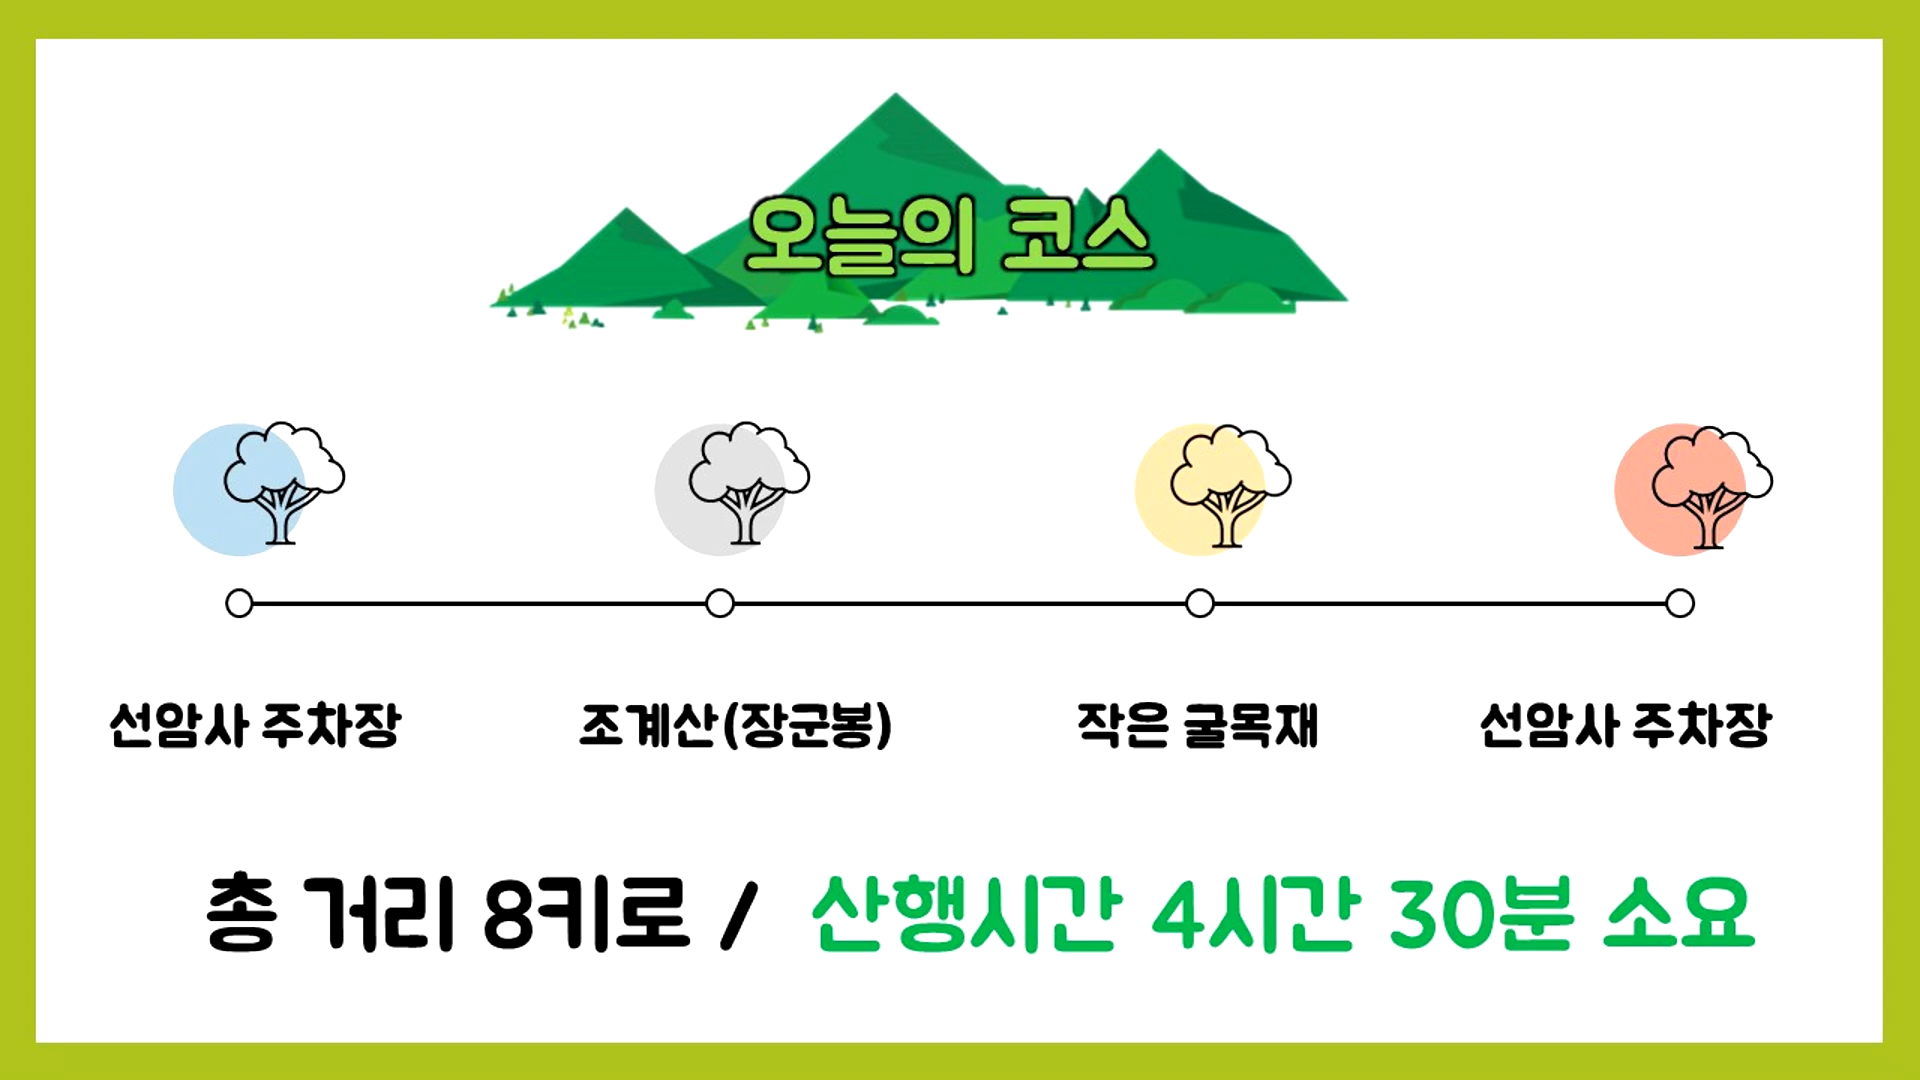 오늘의 코스
선암사 주차장
조계산(장군봉)
작은 굴목재
선암사 주차장
총 거리 8키로 / 산행시간 4시간 30분 소요